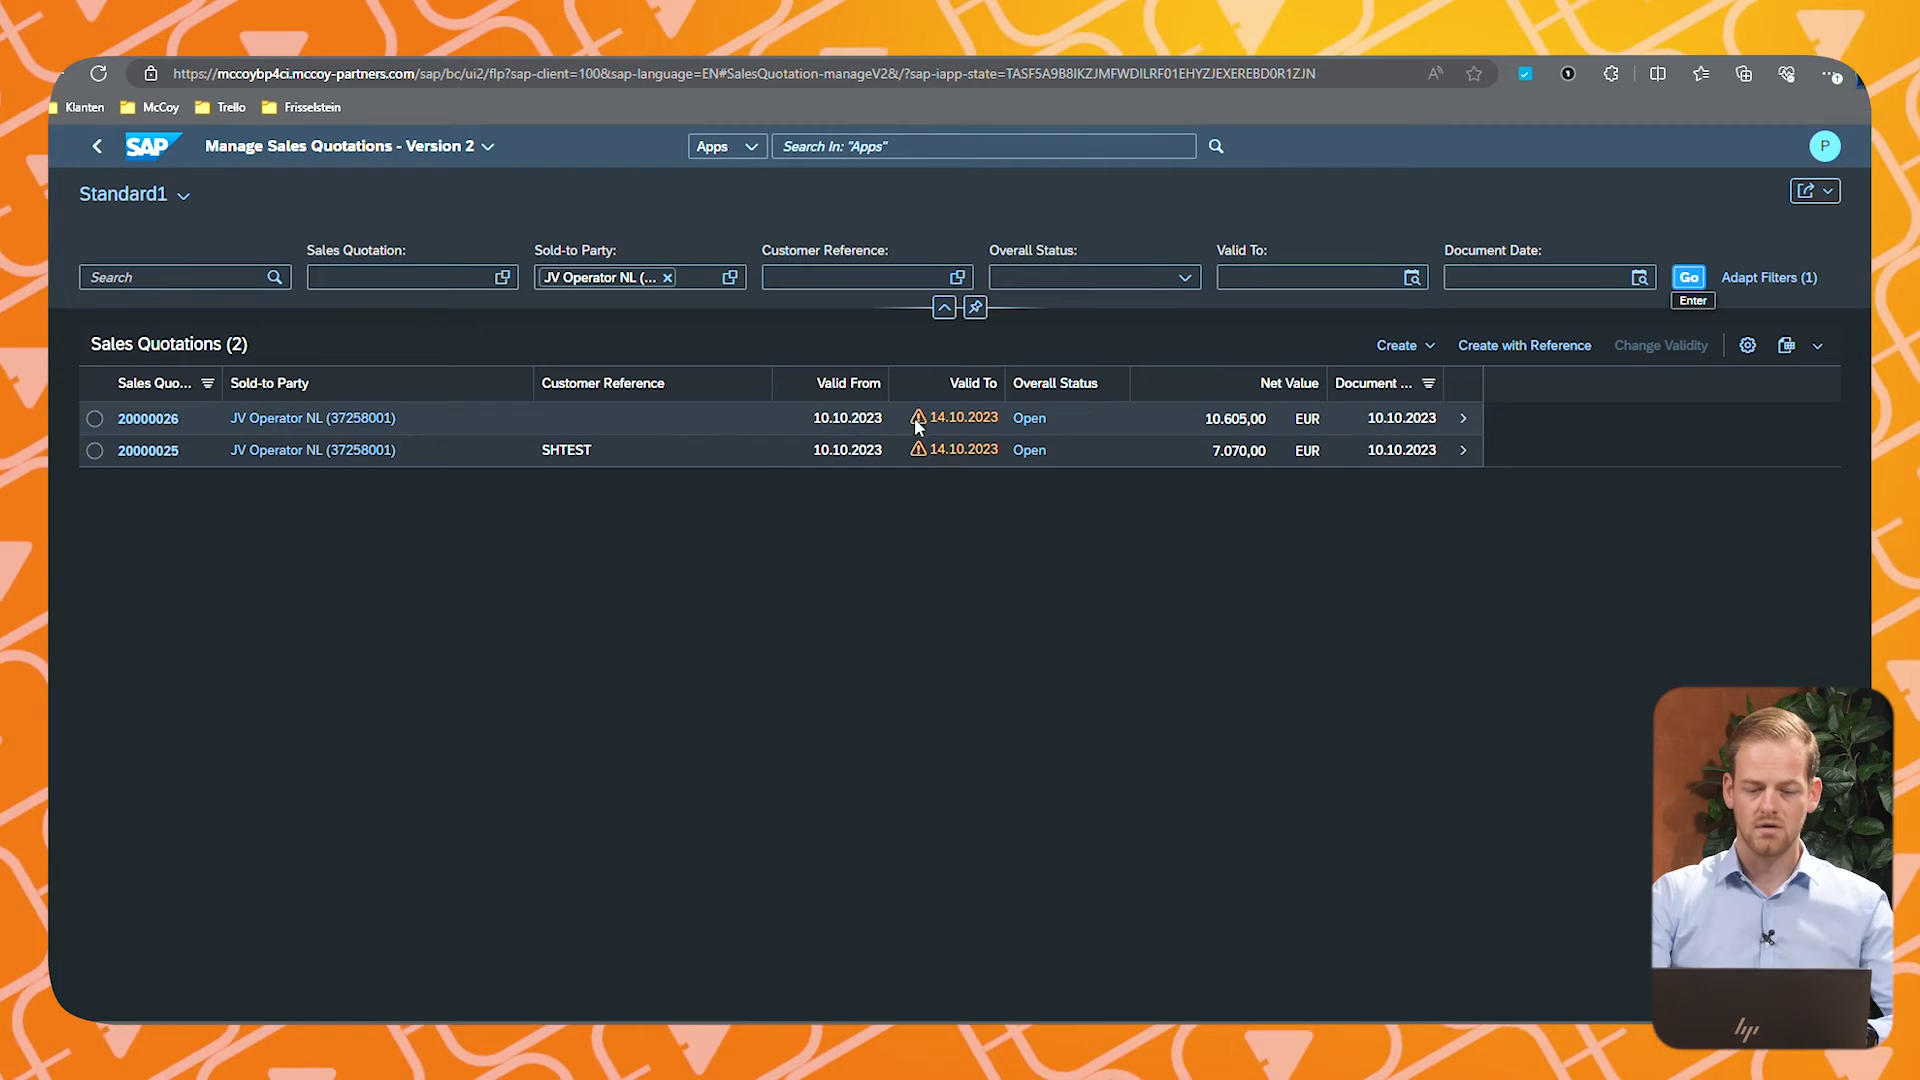 https://mccoybp4ci.mccoy-partners.com/sap/bc/ui2/flp?sap-client=100&sap-language=EN#SalesQuotation-manageV2&/?sap-iapp-state=TASF5A9B8IKZJMFWDILRF01EHYZJEXEREBD0R1ZJN
Klanten McCoy Trello Frisselstein
SAP Manage Sales Quotations - Version 2 Apps Search In: "Apps" P
Standard1
Sales Quotation: Sold-to Party: Customer Reference: Overall Status: Valid To: Document Date:
Search JV Operator NL (... Go Adapt Filters (1)
Enter
Sales Quotations (2) Create Create with Reference Change Validity
Sales Quo... Sold-to Party Customer Reference Valid From Valid To Overall Status Net Value Document ...
20000026 JV Operator NL (37258001) 10.10.2023 14.10.2023 Open 10.605,00 EUR 10.10.2023
20000025 JV Operator NL (37258001) SHTEST 10.10.2023 14.10.2023 Open 7.070,00 EUR 10.10.2023
hp